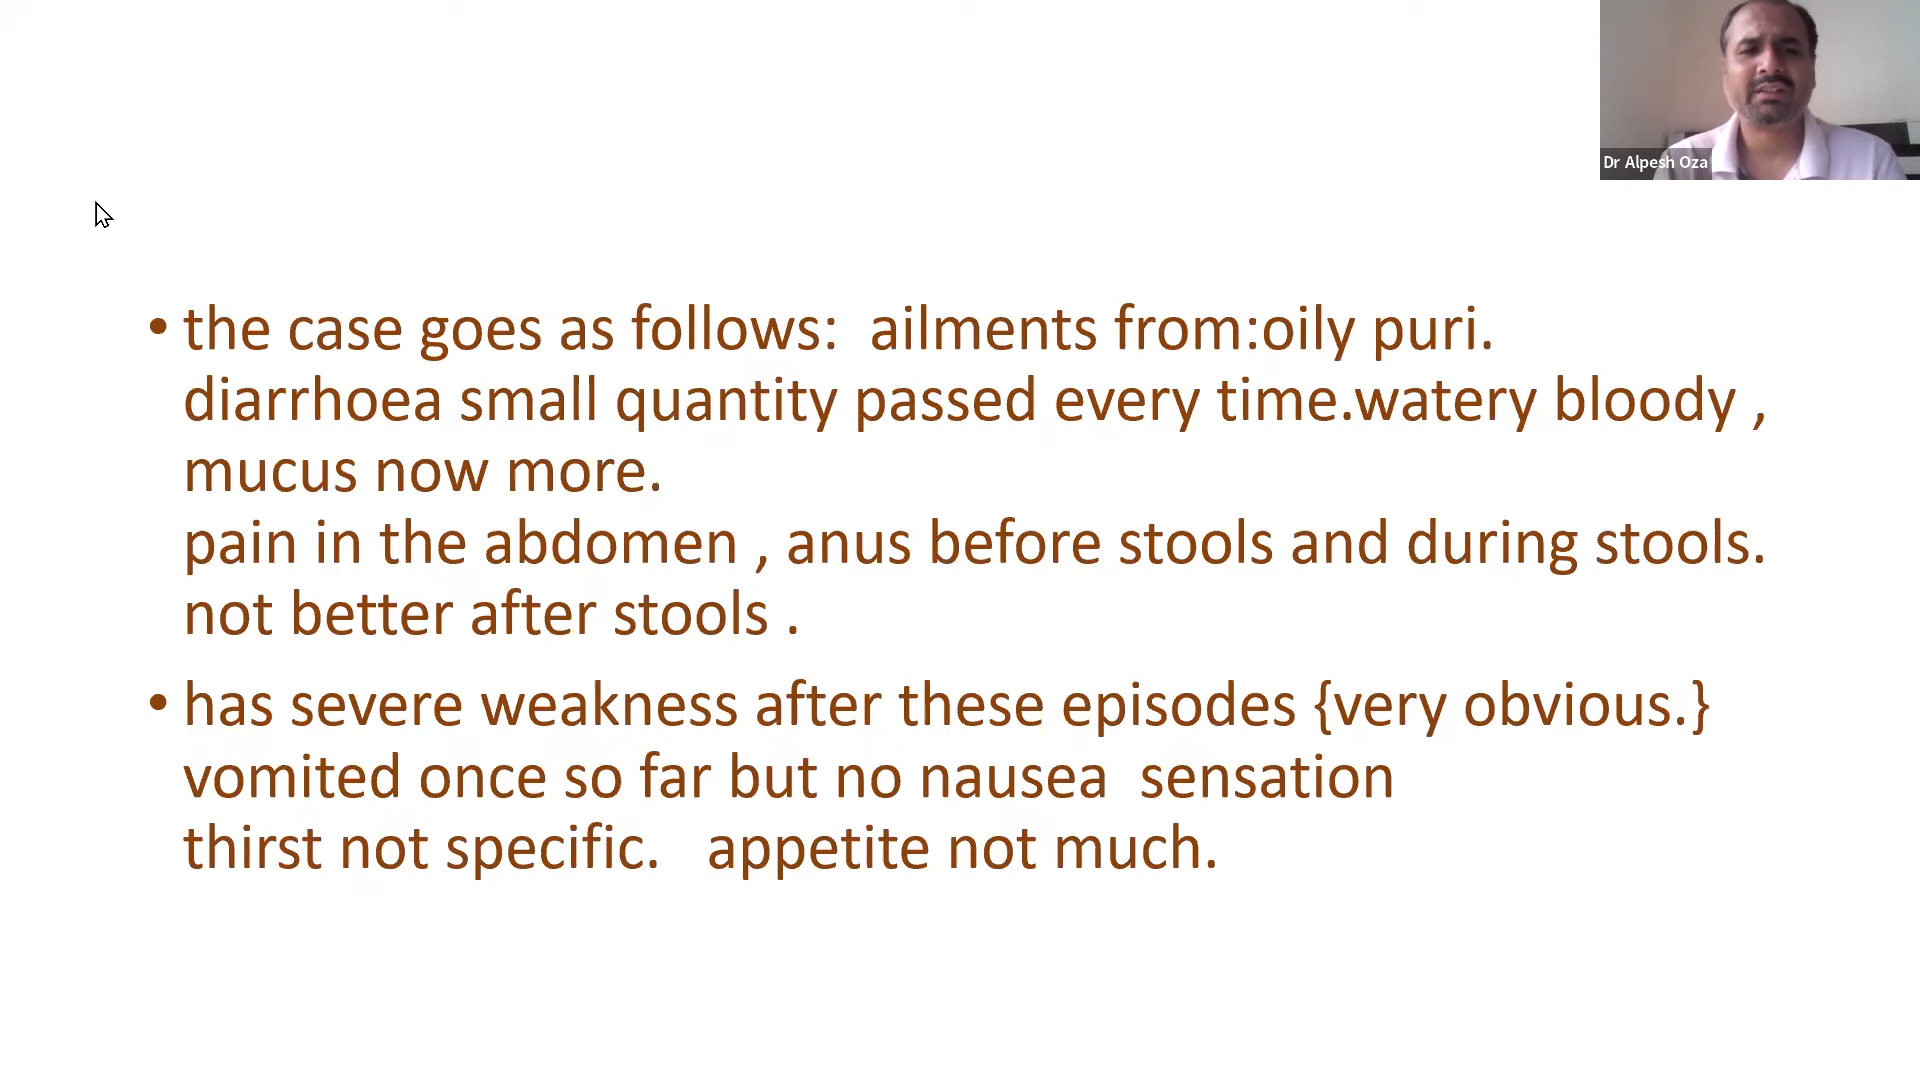 Dr Alpesh Oza
• the case goes as follows:  ailments from:oily puri.
diarrhoea small quantity passed every time.watery bloody ,
mucus now more.
pain in the abdomen , anus before stools and during stools.
not better after stools .
• has severe weakness after these episodes {very obvious.}
vomited once so far but no nausea  sensation
thirst not specific.   appetite not much.